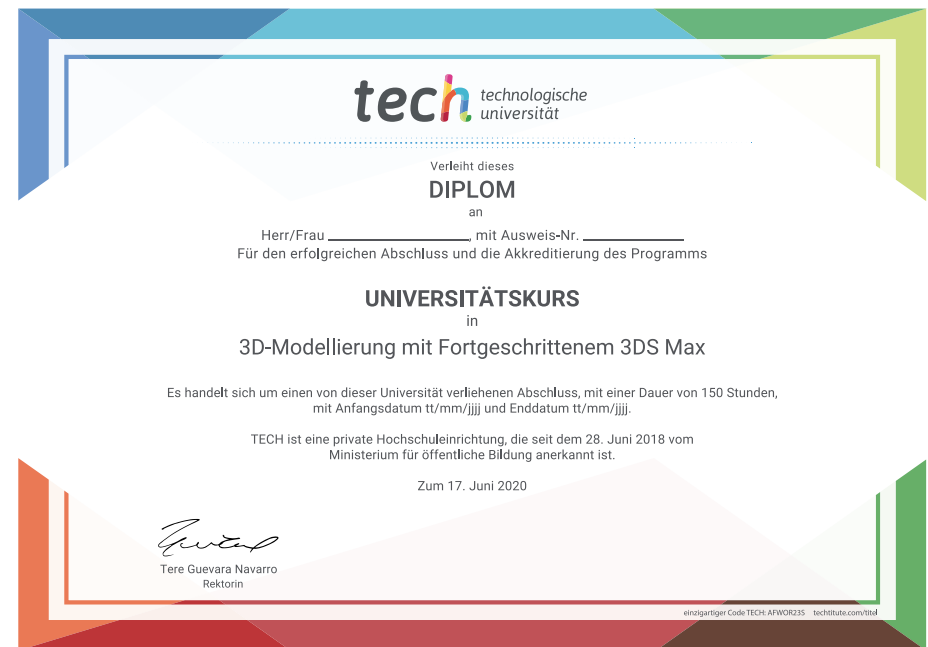 tech technologische
universität
Verleiht dieses
DIPLOM
an
Herr/Frau ____________, mit Ausweis-Nr. ____________
Für den erfolgreichen Abschluss und die Akkreditierung des Programms
UNIVERSITÄTSKURS
in
3D-Modellierung mit Fortgeschrittenem 3DS Max
Es handelt sich um einen von dieser Universität verliehenen Abschluss, mit einer Dauer von 150 Stunden,
mit Anfangsdatum tt/mm/jjjj und Enddatum tt/mm/jjjj.
TECH ist eine private Hochschuleinrichtung, die seit dem 28. Juni 2018 vom
Ministerium für öffentliche Bildung anerkannt ist.
Zum 17. Juni 2020
Tere Guevara Navarro
Rektorin
einzigartiger Code TECH: AFWOR23S techtitute.com/titel